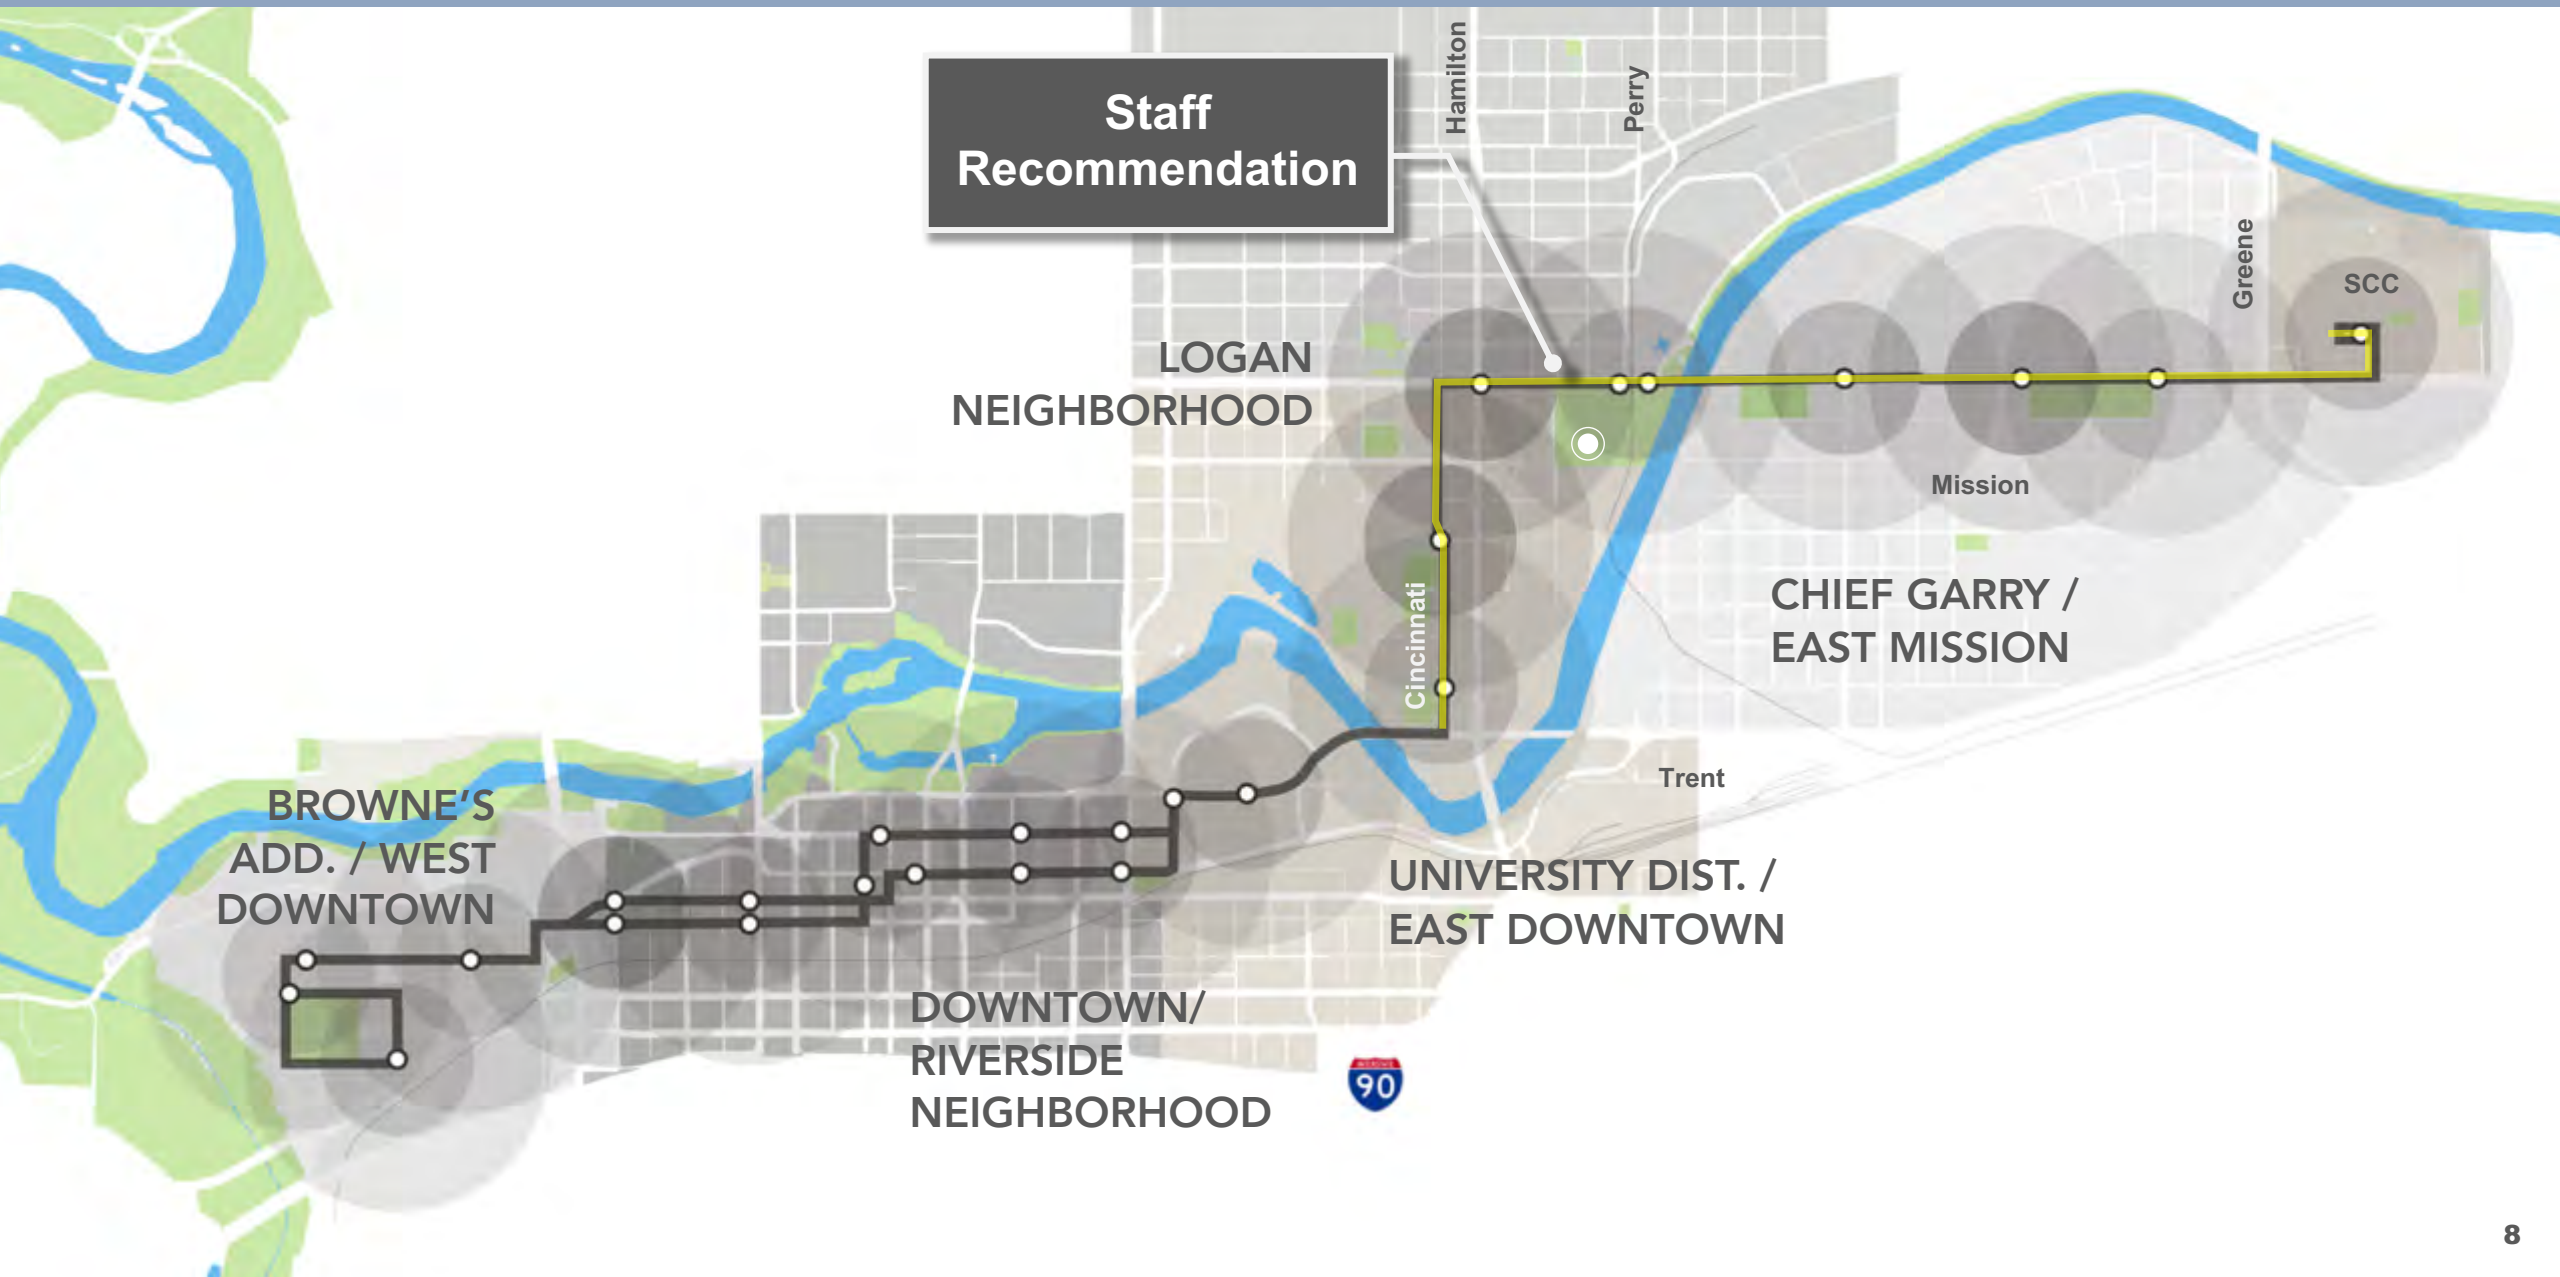 Hamilton
Perry
Staff
Recommendation
Greene
SCC
LOGAN
NEIGHBORHOOD
Mission
Cincinnati
CHIEF GARRY /
EAST MISSION
Trent
BROWNE'S
ADD. / WEST
DOWNTOWN
UNIVERSITY DIST. /
EAST DOWNTOWN
DOWNTOWN/
RIVERSIDE
NEIGHBORHOOD
90
8